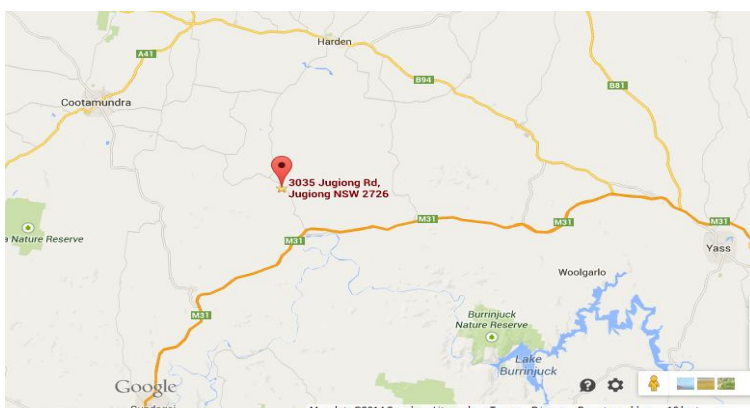 Harden
A41
B94
B81
Cootamundra
3035 Jugiong Rd,
Jugiong NSW 2726
M31
M31
M31
M31
a Nature Reserve
Yass
Woolgarlo
M31
Burrinjuck
Nature Reserve
Lake
Burrinjuck
Google